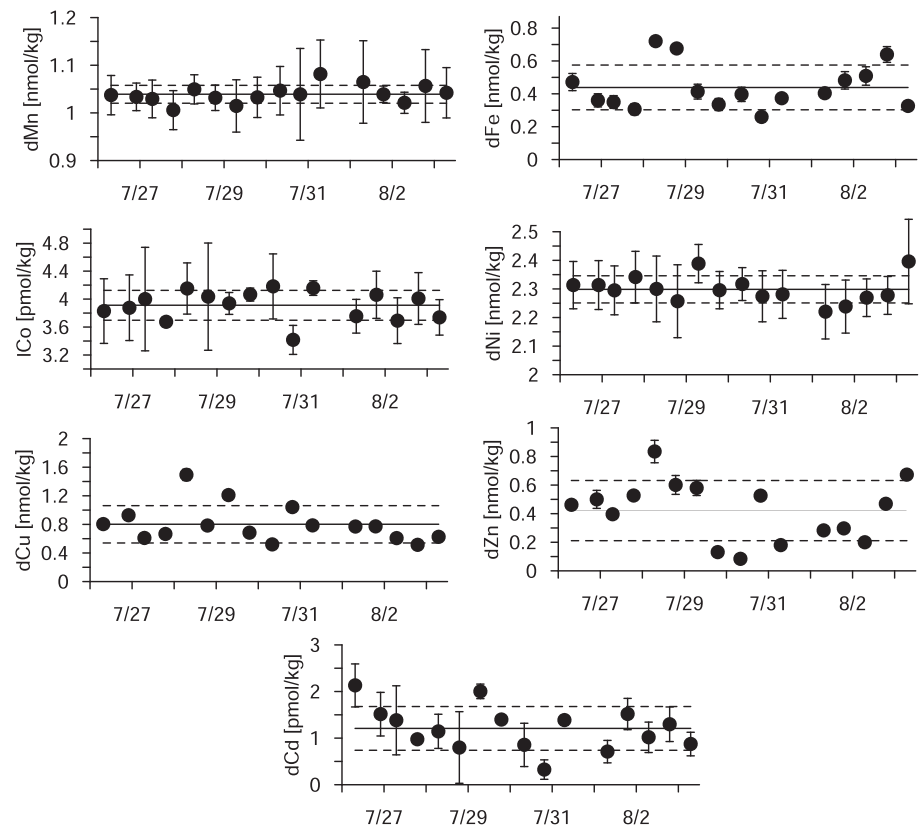 dMn [nmol/kg]
1.2
1.1
1
0.9
7/27 7/29 7/31 8/2
dFe [nmol/kg]
0.8
0.6
0.4
0.2
0
7/27 7/29 7/31 8/2
lCo [pmol/kg]
4.8
4.4
4
3.6
3.2
7/27 7/29 7/31 8/2
dNi [nmol/kg]
2.5
2.4
2.3
2.2
2.1
2
7/27 7/29 7/31 8/2
dCu [nmol/kg]
2
1.6
1.2
0.8
0.4
0
7/27 7/29 7/31 8/2
dZn [nmol/kg]
1
0.8
0.6
0.4
0.2
0
7/27 7/29 7/31 8/2
dCd [pmol/kg]
3
2
1
0
7/27 7/29 7/31 8/2